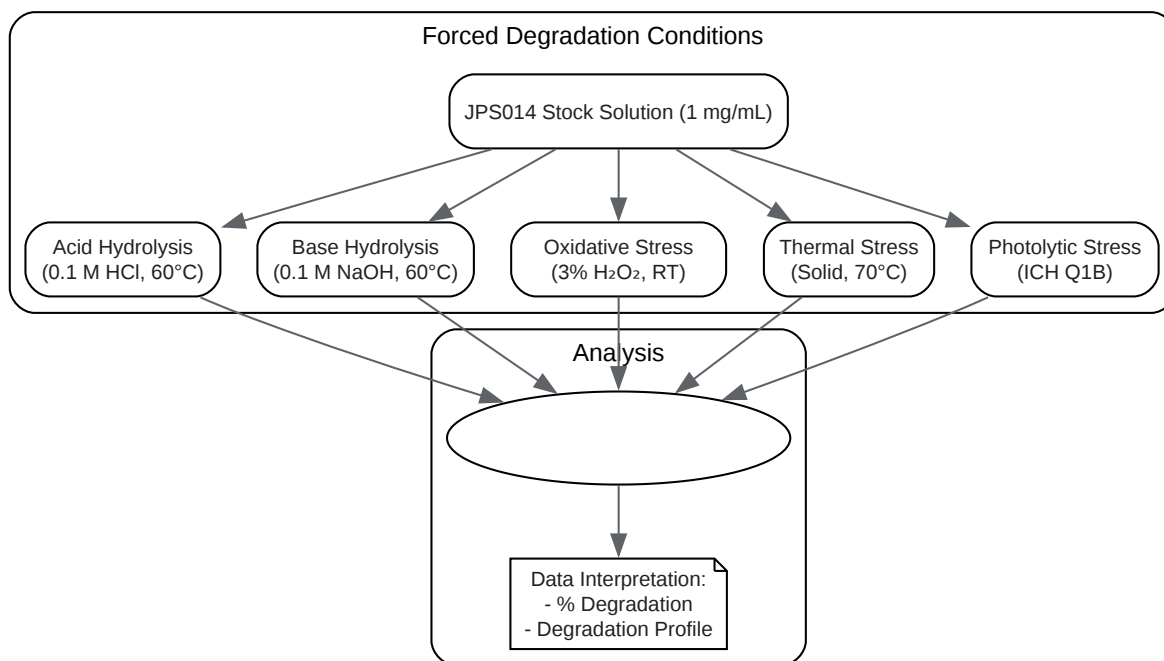 Forced Degradation Conditions
JPS014 Stock Solution (1 mg/mL)
Acid Hydrolysis
(0.1 M HCl, 60°C)
Base Hydrolysis
(0.1 M NaOH, 60°C)
Oxidative Stress
(3% H₂O₂, RT)
Thermal Stress
(Solid, 70°C)
Photolytic Stress
(ICH Q1B)
Analysis
Data Interpretation:
- % Degradation
- Degradation Profile